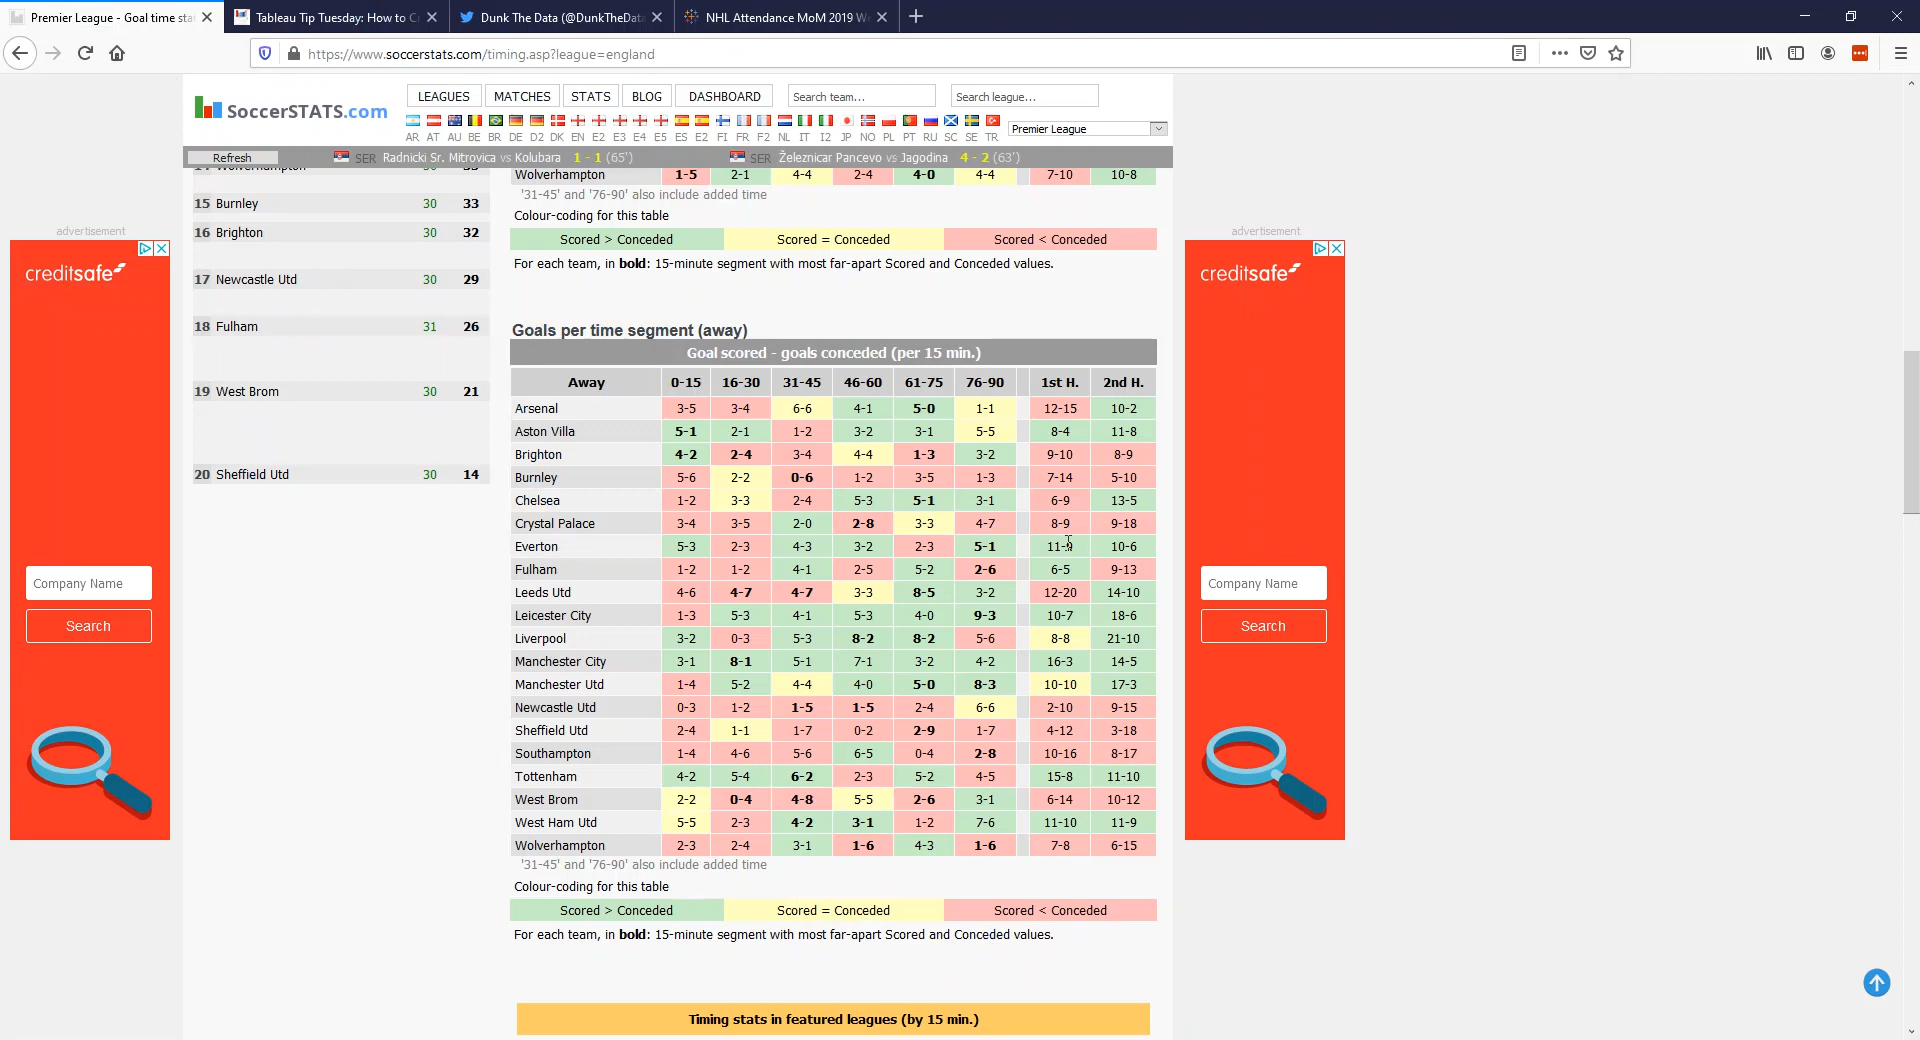 Premier League - Goal time sta
Tableau Tip Tuesday: How to C
Dunk The Data (@DunkTheData
NHL Attendance MoM 2019 W
https://www.soccerstats.com/timing.asp?league=england
SoccerSTATS.com
LEAGUES MATCHES STATS BLOG DASHBOARD Search team... Search league...
AR AT AU BE BR DE D2 DK EN E2 E3 E4 E5 ES E2 FI FR F2 NL IT I2 JP NO PL PT RU SC SE TR
Premier League
Refresh SER Radnicki Sr. Mitrovica vs Kolubara 1 - 1 (65') SER Železnicar Pancevo vs Jagodina 4 - 2 (63')
15 Burnley 30 33
16 Brighton 30 32
17 Newcastle Utd 30 29
18 Fulham 31 26
19 West Brom 30 21
20 Sheffield Utd 30 14
Wolverhampton 1-5 2-1 4-4 2-4 4-0 4-4 7-10 10-8
'31-45' and '76-90' also include added time
Colour-coding for this table
Scored > Conceded Scored = Conceded Scored < Conceded
For each team, in bold: 15-minute segment with most far-apart Scored and Conceded values.
Goals per time segment (away)
Goal scored - goals conceded (per 15 min.)
Away 0-15 16-30 31-45 46-60 61-75 76-90 1st H. 2nd H.
Arsenal 3-5 3-4 6-6 4-1 5-0 1-1 12-15 10-2
Aston Villa 5-1 2-1 1-2 3-2 3-1 5-5 8-4 11-8
Brighton 4-2 2-4 3-4 4-4 1-3 3-2 9-10 8-9
Burnley 5-6 2-2 0-6 1-2 3-5 1-3 7-14 5-10
Chelsea 1-2 3-3 2-4 5-3 5-1 3-1 6-9 13-5
Crystal Palace 3-4 3-5 2-0 2-8 3-3 4-7 8-9 9-18
Everton 5-3 2-3 4-3 3-2 2-3 5-1 11-9 10-6
Fulham 1-2 1-2 4-1 2-5 5-2 2-6 6-5 9-13
Leeds Utd 4-6 4-7 4-7 3-3 8-5 3-2 12-20 14-10
Leicester City 1-3 5-3 4-1 5-3 4-0 9-3 10-7 18-6
Liverpool 3-2 0-3 5-3 8-2 8-2 5-6 8-8 21-10
Manchester City 3-1 8-1 5-1 7-1 3-2 4-2 16-3 14-5
Manchester Utd 1-4 5-2 4-4 4-0 5-0 8-3 10-10 17-3
Newcastle Utd 0-3 1-2 1-5 1-5 2-4 6-6 2-10 9-15
Sheffield Utd 2-4 1-1 1-7 0-2 2-9 1-7 4-12 3-18
Southampton 1-4 4-6 5-6 6-5 0-4 2-8 10-16 8-17
Tottenham 4-2 5-4 6-2 2-3 5-2 4-5 15-8 11-10
West Brom 2-2 0-4 4-8 5-5 2-6 3-1 6-14 10-12
West Ham Utd 5-5 2-3 4-2 3-1 1-2 7-6 11-10 11-9
Wolverhampton 2-3 2-4 3-1 1-6 4-3 1-6 7-8 6-15
'31-45' and '76-90' also include added time
Colour-coding for this table
Scored > Conceded Scored = Conceded Scored < Conceded
For each team, in bold: 15-minute segment with most far-apart Scored and Conceded values.
Timing stats in featured leagues (by 15 min.)
advertisement
creditsafe
Company Name
Search
advertisement
creditsafe
Company Name
Search